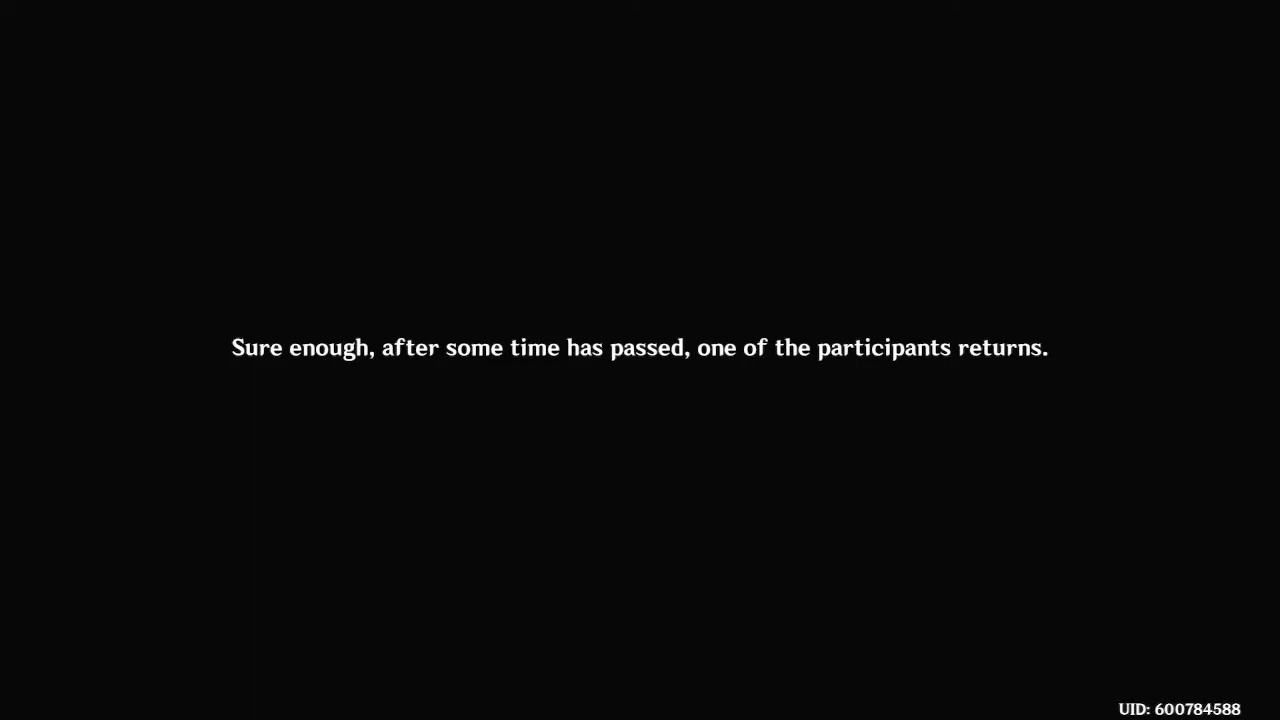 Sure enough, after some time has passed, one of the participants returns.
UID: 600784588